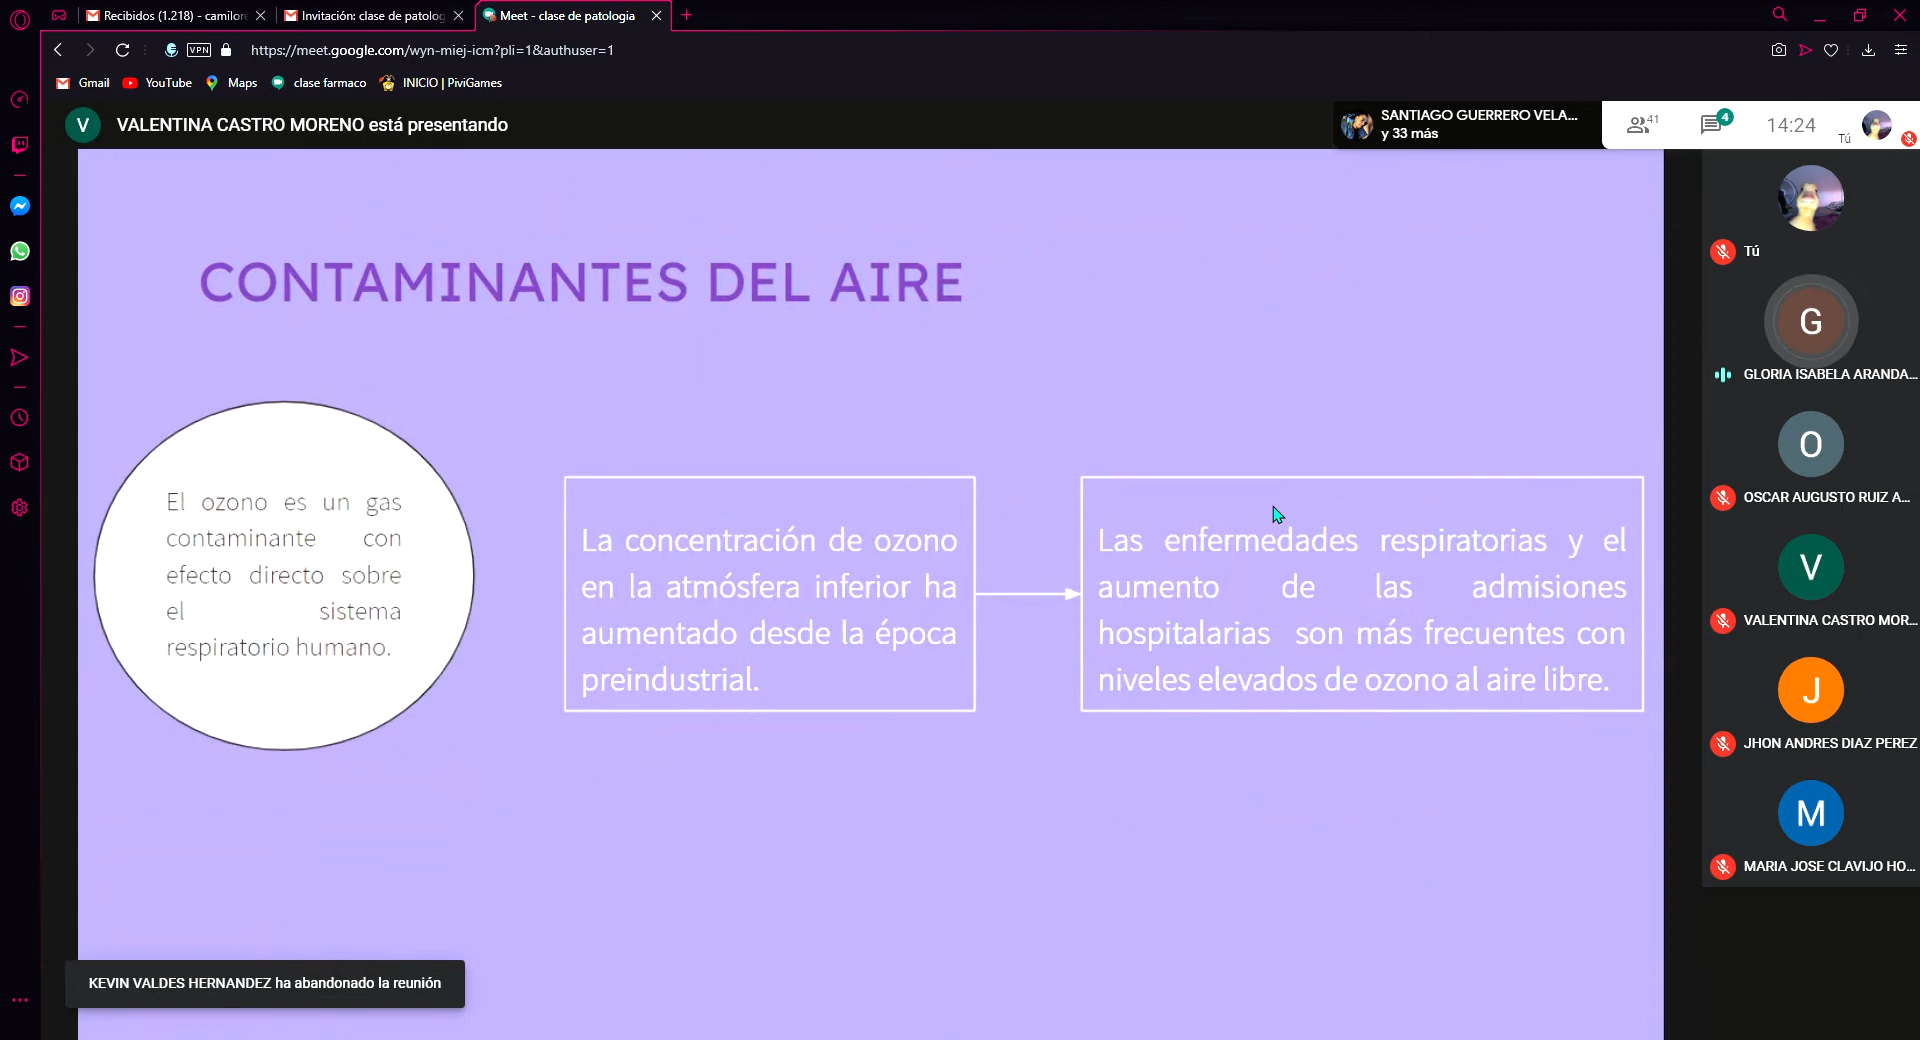 Recibidos (1.218) - camilore
Invitación: clase de patolog
Meet - clase de patologia
VPN
https://meet.google.com/wyn-miej-icm?pli=1&authuser=1
Gmail
YouTube
Maps
clase farmaco
INICIO | PiviGames
V
VALENTINA CASTRO MORENO está presentando
SANTIAGO GUERRERO VELA...
y 33 más
41
4
14:24
Tú
CONTAMINANTES DEL AIRE
El ozono es un gas
contaminante con
efecto directo sobre
el sistema
respiratorio humano.
La concentración de ozono
en la atmósfera inferior ha
aumentado desde la época
preindustrial.
Las enfermedades respiratorias y el
aumento de las admisiones
hospitalarias son más frecuentes con
niveles elevados de ozono al aire libre.
Tú
G
GLORIA ISABELA ARANDA...
O
OSCAR AUGUSTO RUIZ A...
V
VALENTINA CASTRO MOR...
J
JHON ANDRES DIAZ PEREZ
M
MARIA JOSE CLAVIJO HO...
KEVIN VALDES HERNANDEZ ha abandonado la reunión